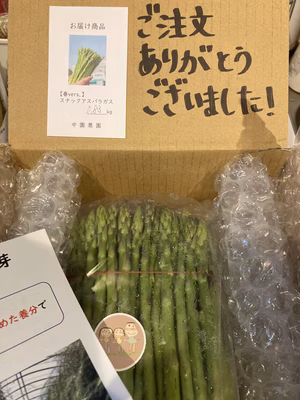 お届け商品
【春vers.】
スナックアスパラガス
kg
中園農園
ご注文
ありがとう
ございました!
芽
めた養分で